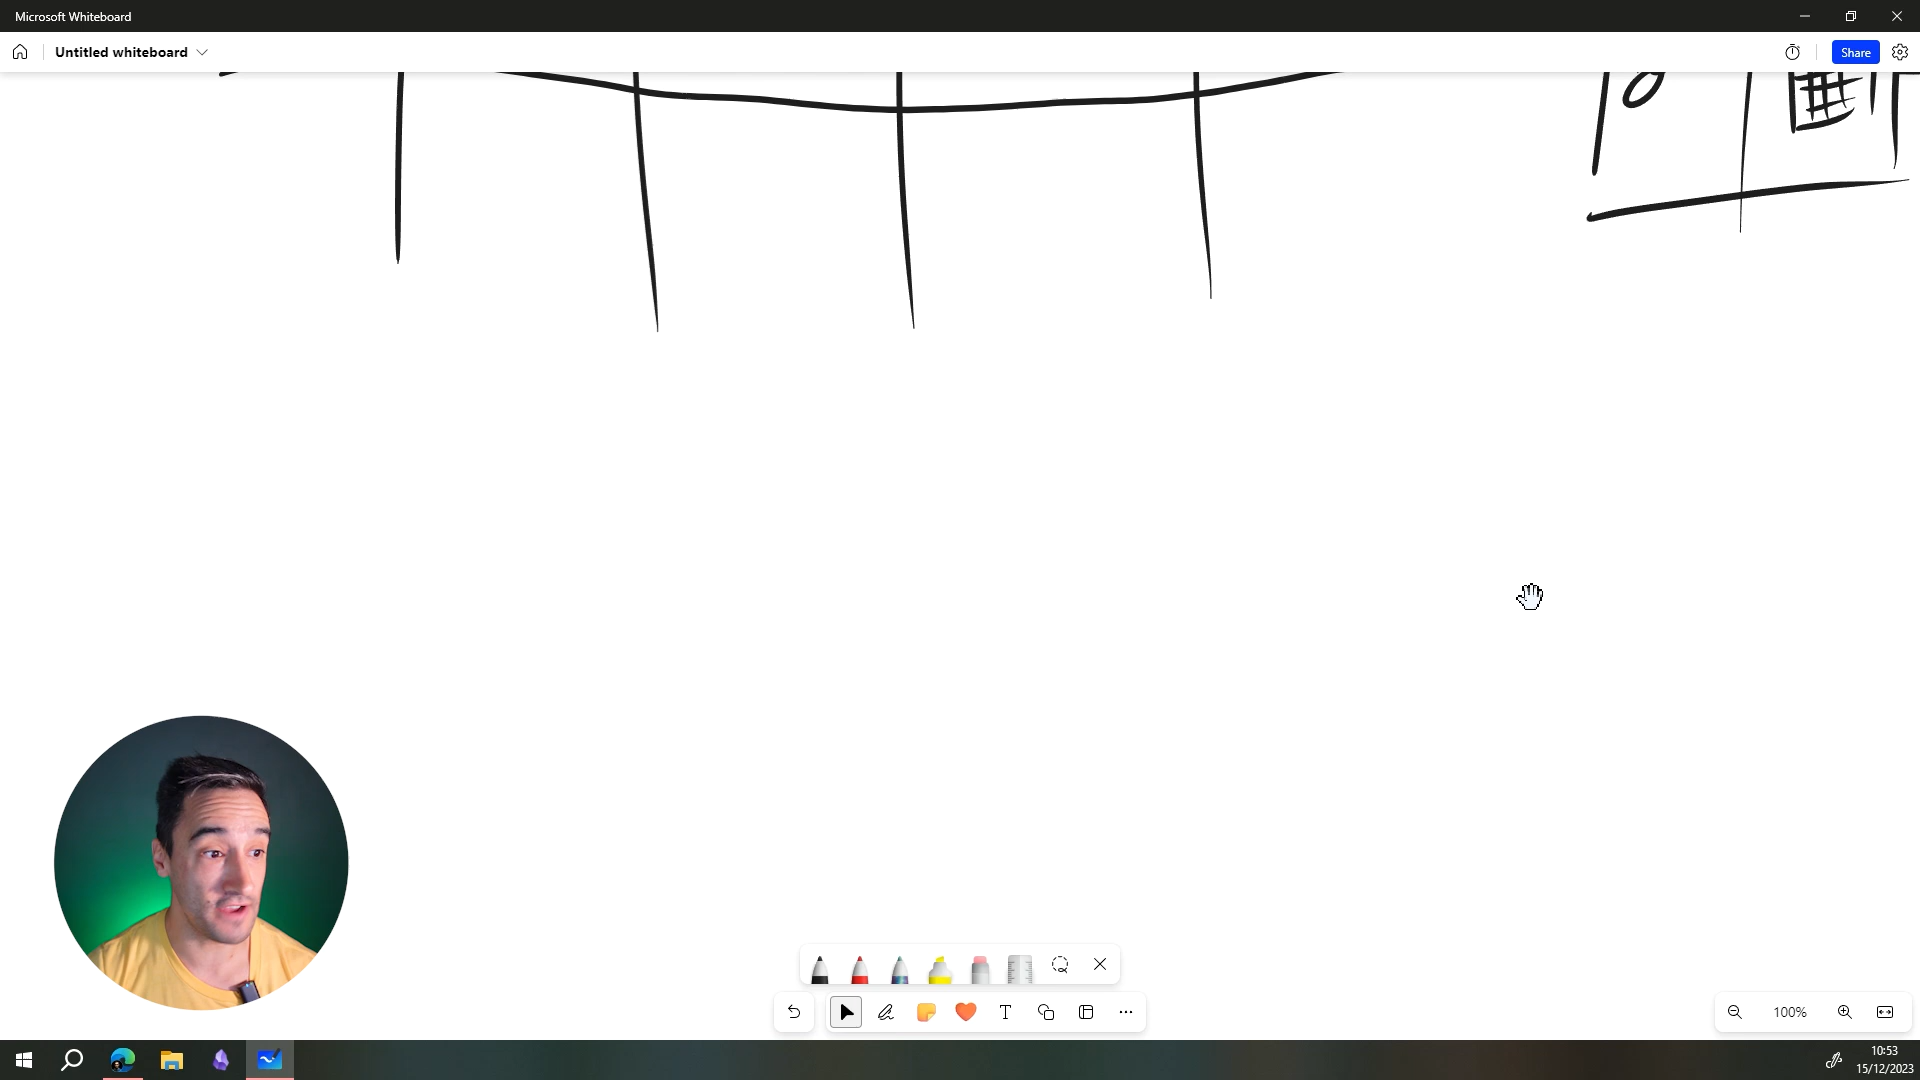 Microsoft Whiteboard
Untitled whiteboard
Share
T
100%
10:53
15/12/2023